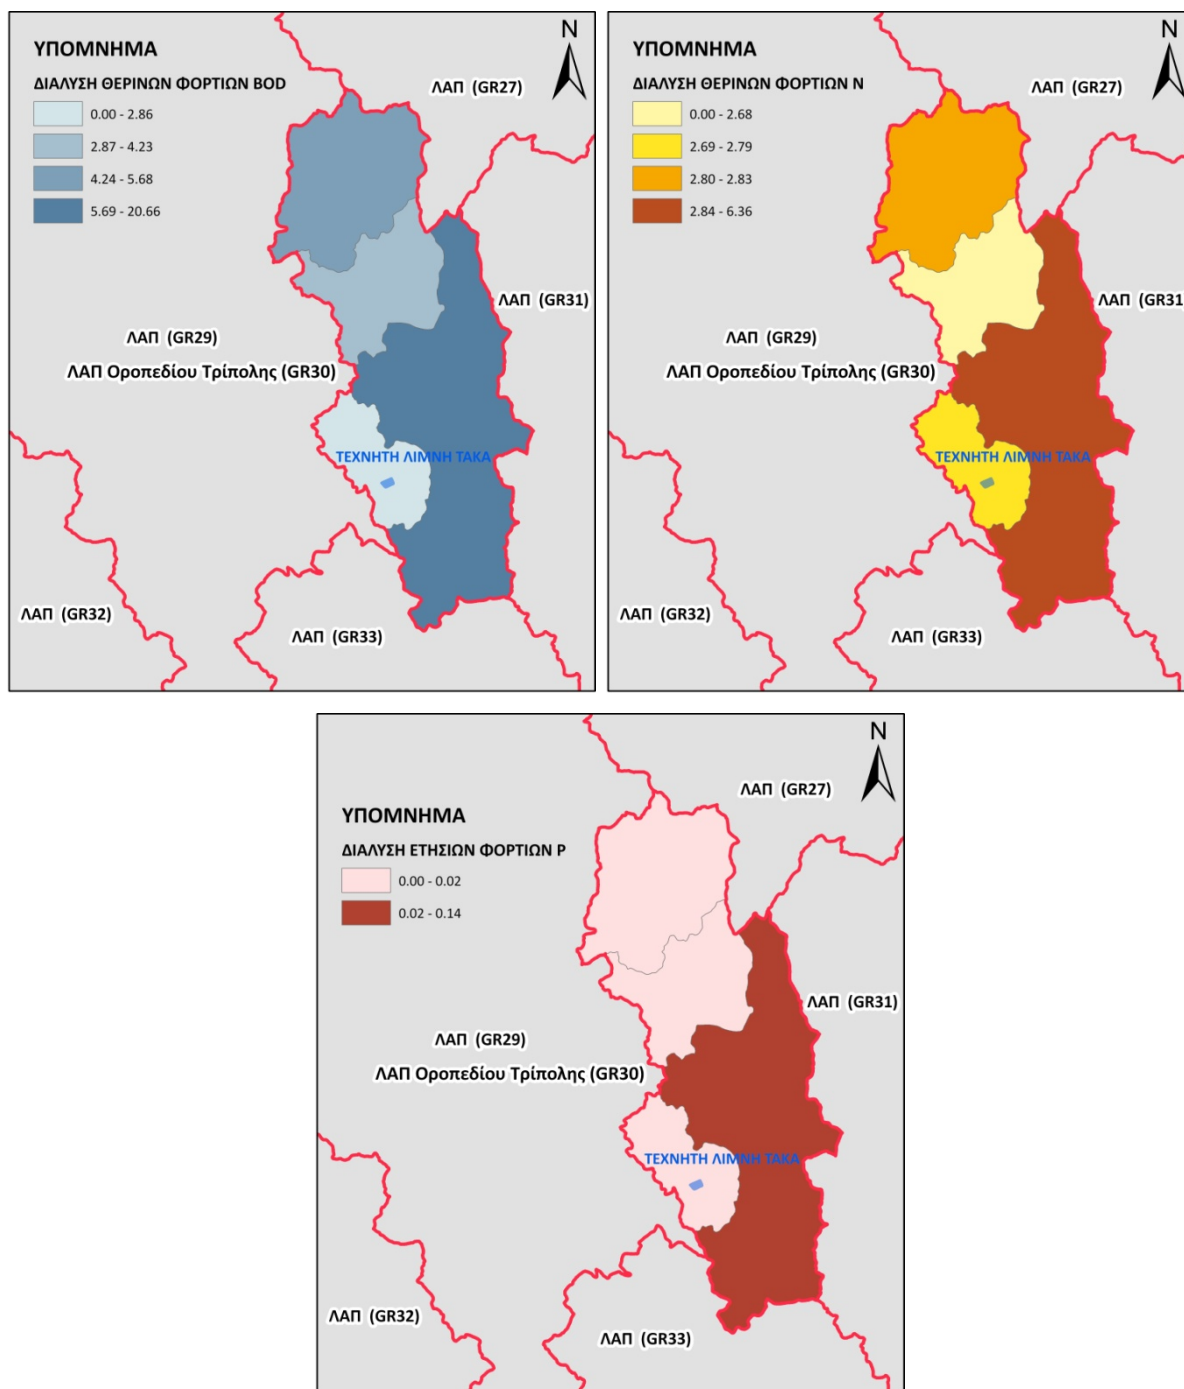 N
ΥΠΟΜΝΗΜΑ
ΔΙΑΛΥΣΗ ΘΕΡΙΝΩΝ ΦΟΡΤΙΩΝ BOD
0.00 - 2.86
2.87 - 4.23
4.24 - 5.68
5.69 - 20.66
ΛΑΠ (GR27)
ΛΑΠ (GR31)
ΛΑΠ (GR29)
ΛΑΠ Οροπεδίου Τρίπολης (GR30)
ΤΕΧΝΗΤΗ ΛΙΜΝΗ ΤΑΚΑ
ΛΑΠ (GR32)
ΛΑΠ (GR33)
N
ΥΠΟΜΝΗΜΑ
ΔΙΑΛΥΣΗ ΘΕΡΙΝΩΝ ΦΟΡΤΙΩΝ N
0.00 - 2.68
2.69 - 2.79
2.80 - 2.83
2.84 - 6.36
ΛΑΠ (GR27)
ΛΑΠ (GR31)
ΛΑΠ (GR29)
ΛΑΠ Οροπεδίου Τρίπολης (GR30)
ΤΕΧΝΗΤΗ ΛΙΜΝΗ ΤΑΚΑ
ΛΑΠ (GR32)
ΛΑΠ (GR33)
N
ΛΑΠ (GR27)
ΥΠΟΜΝΗΜΑ
ΔΙΑΛΥΣΗ ΕΤΗΣΙΩΝ ΦΟΡΤΙΩΝ P
0.00 - 0.02
0.02 - 0.14
ΛΑΠ (GR31)
ΛΑΠ (GR29)
ΛΑΠ Οροπεδίου Τρίπολης (GR30)
ΤΕΧΝΗΤΗ ΛΙΜΝΗ ΤΑΚΑ
ΛΑΠ (GR32)
ΛΑΠ (GR33)